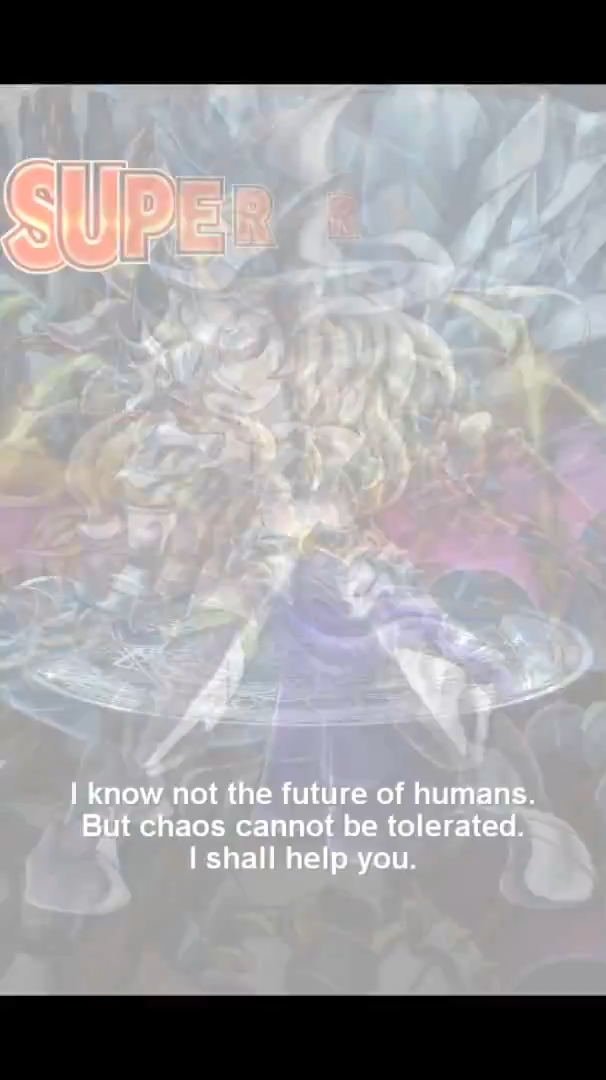 SUPER R
I know not the future of humans.
But chaos cannot be tolerated.
I shall help you.